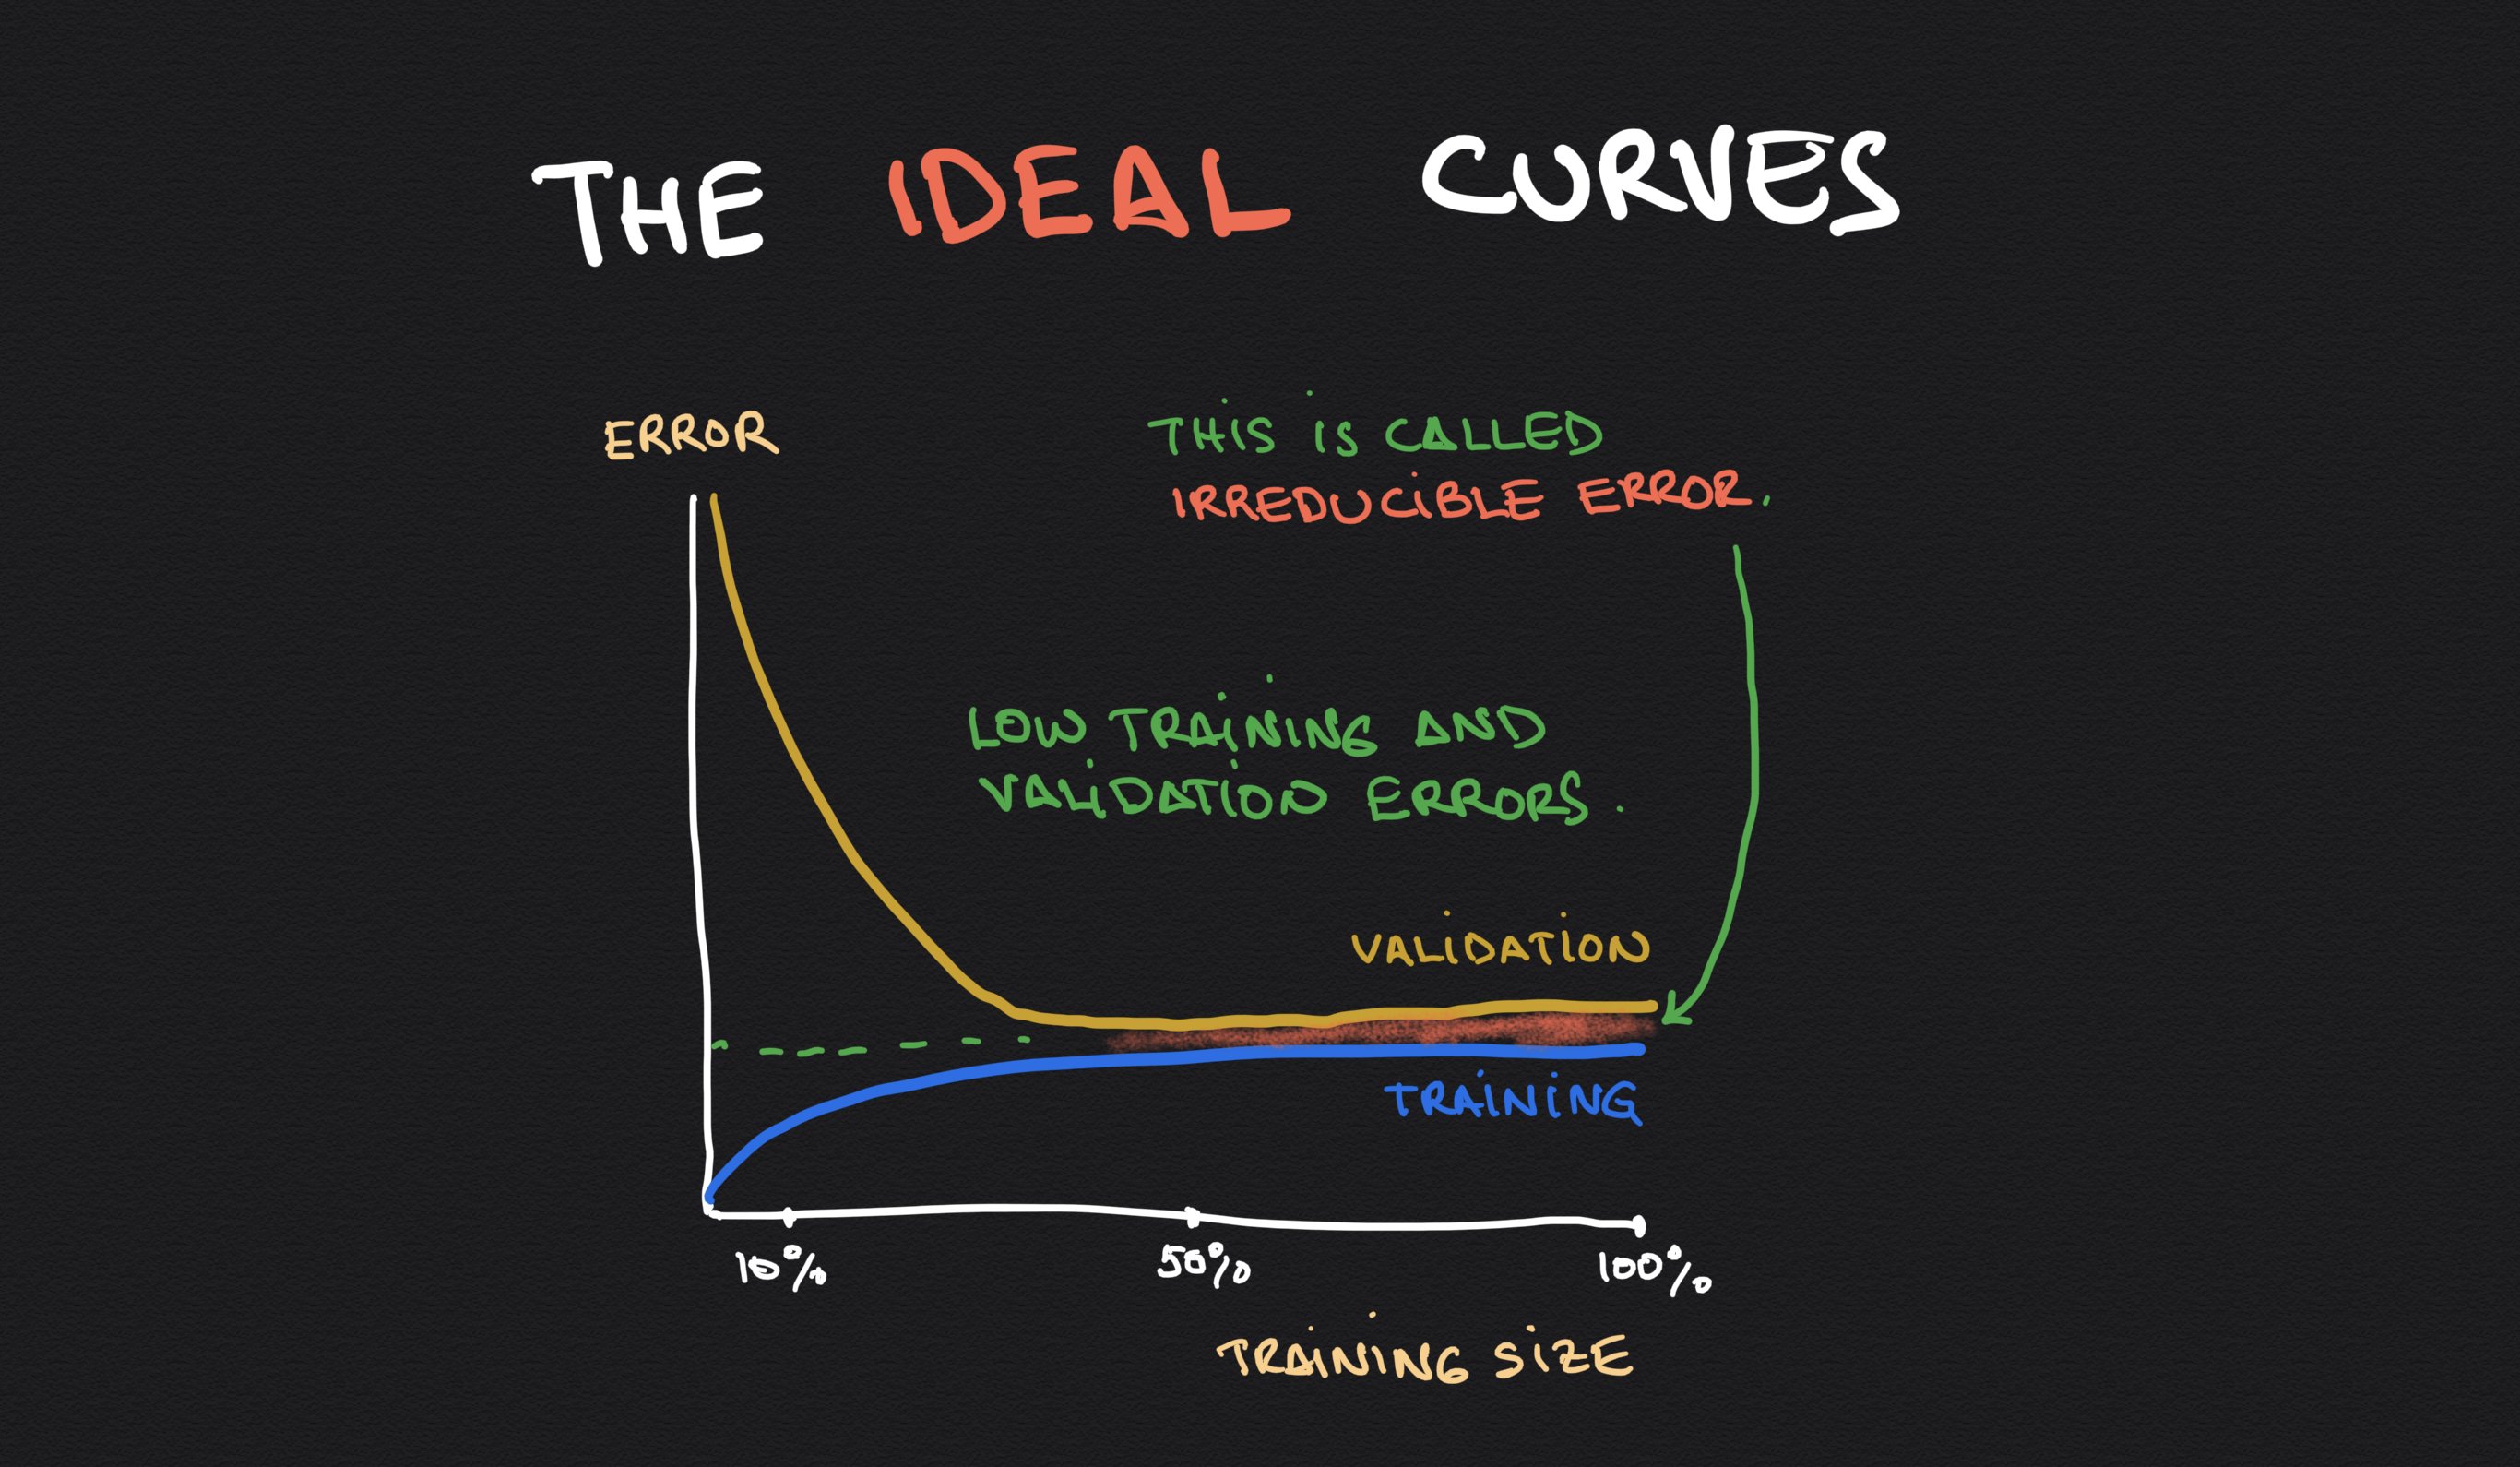 THE IDEAL CURVES
ERROR
THIS IS CALLED
IRREDUCIBLE ERROR.
LOW TRAINING AND
VALIDATION ERRORS.
VALIDATION
TRAINING
10% 50% 100%
TRAINING SIZE